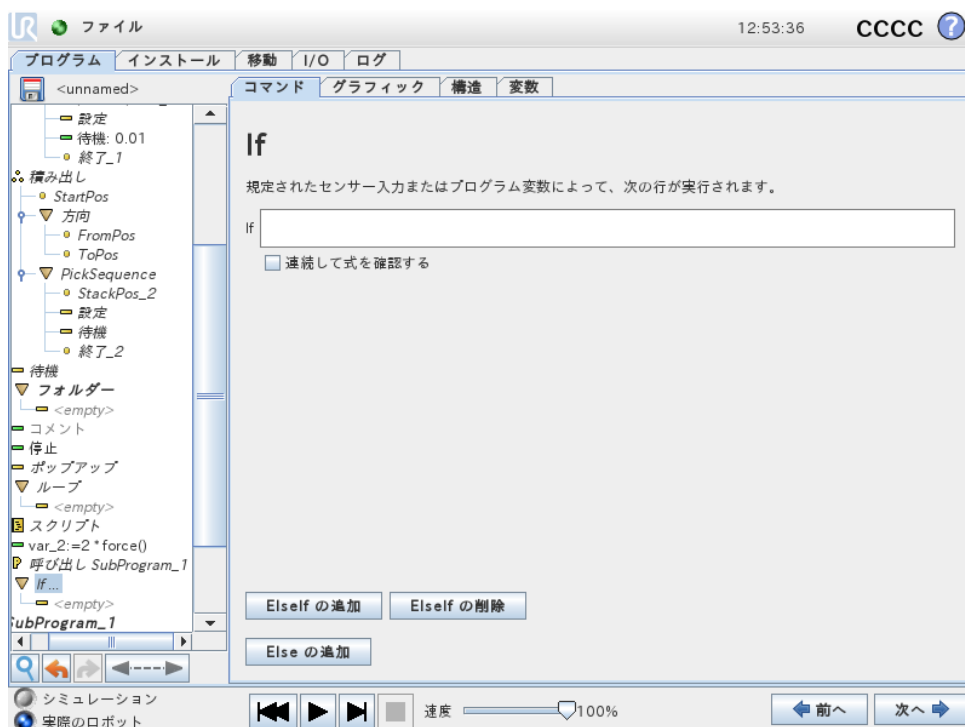 UR ファイル 12:53:36 CCCC ?
プログラム インストール 移動 I/O ログ
<unnamed>
コマンド グラフィック 構造 変数
設定
待機: 0.01
終了_1
積み出し
StartPos
方向
FromPos
ToPos
PickSequence
StackPos_2
設定
待機
終了_2
待機
フォルダー
<empty>
コメント
停止
ポップアップ
ループ
<empty>
スクリプト
var_2:=2*force()
呼び出し SubProgram_1
If...
<empty>
SubProgram_1
If
規定されたセンサー入力またはプログラム変数によって、次の行が実行されます。
If
連続して式を確認する
ElseIf の追加 ElseIf の削除
Else の追加
シミュレーション
実際のロボット
速度 100%
前へ 次へ